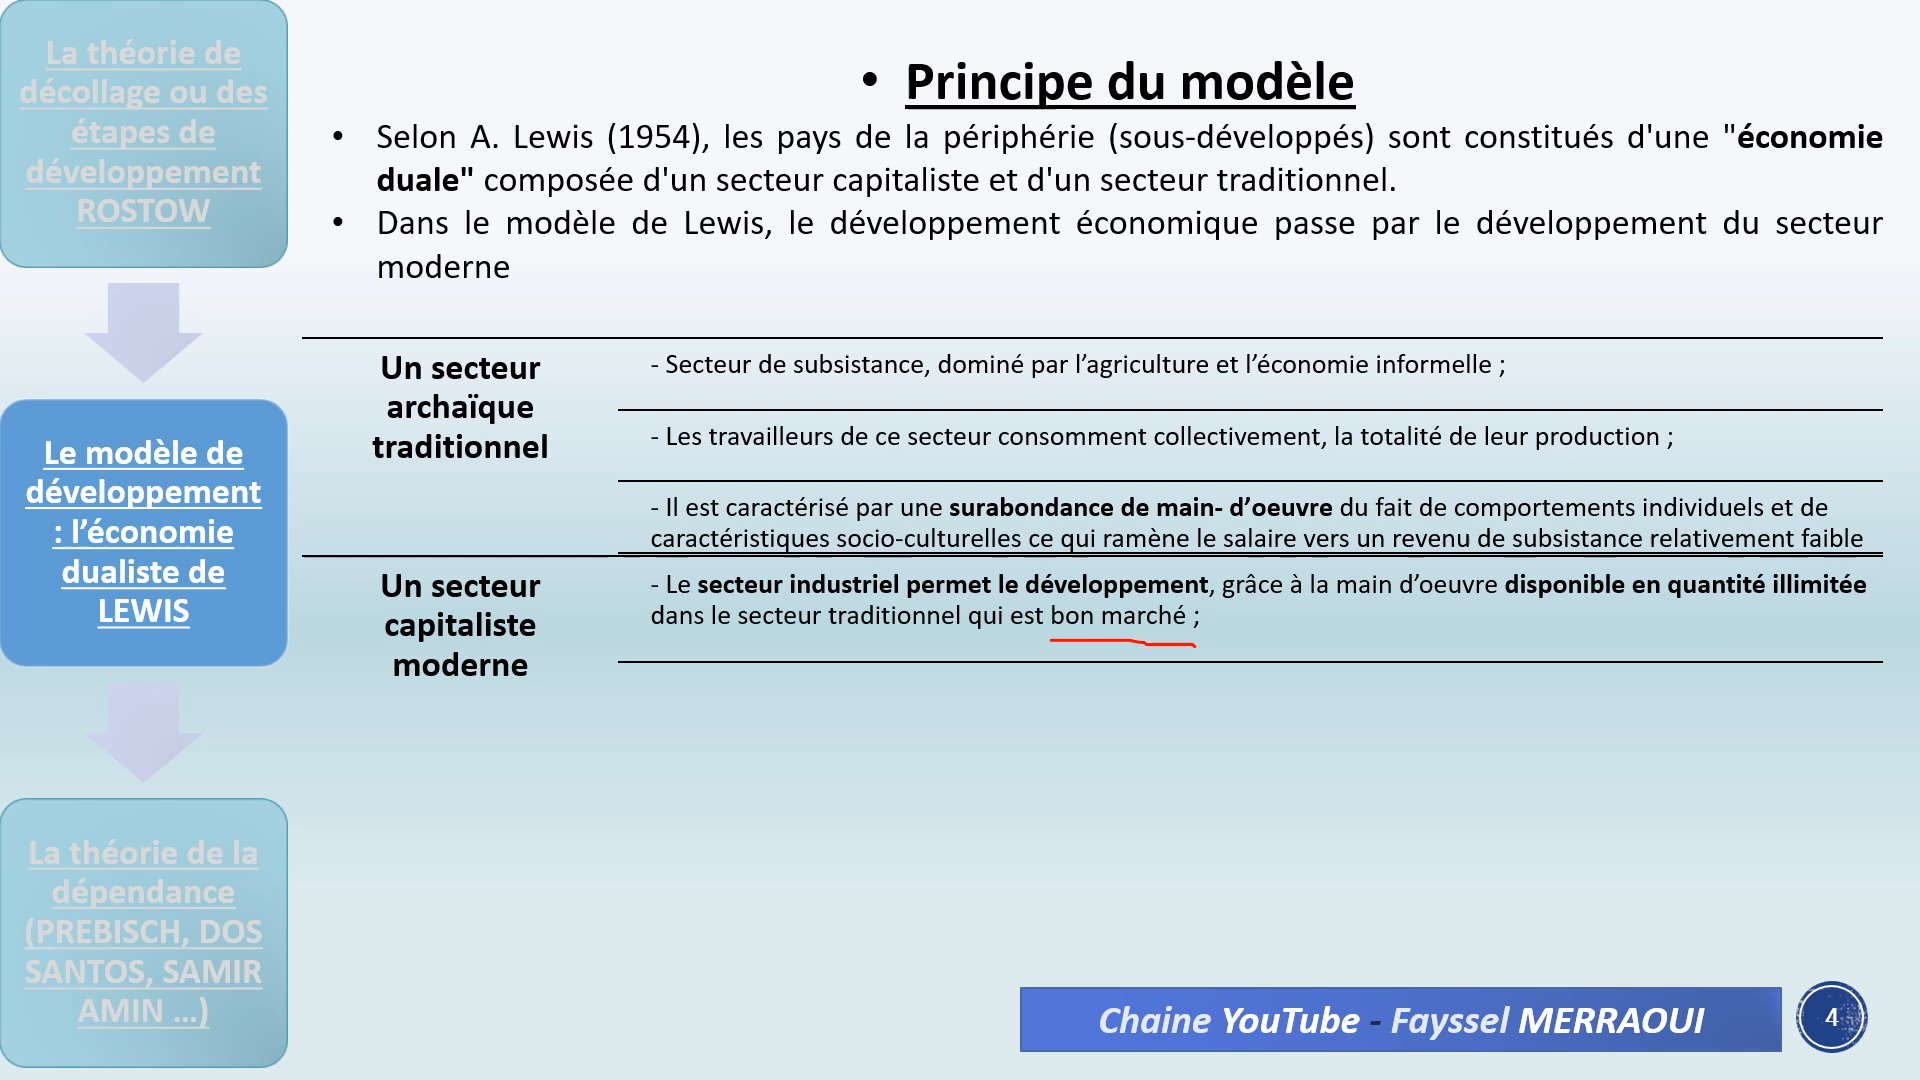 La théorie de
décollage ou des
étapes de
développement
ROSTOW
Le modèle de
développement
: l’économie
dualiste de
LEWIS
La théorie de la
dépendance
(PREBISCH, DOS
SANTOS, SAMIR
AMIN …)
• Principe du modèle
• Selon A. Lewis (1954), les pays de la périphérie (sous-développés) sont constitués d'une "économie
duale" composée d'un secteur capitaliste et d'un secteur traditionnel.
• Dans le modèle de Lewis, le développement économique passe par le développement du secteur
moderne
Un secteur
archaïque
traditionnel
- Secteur de subsistance, dominé par l’agriculture et l’économie informelle ;
- Les travailleurs de ce secteur consomment collectivement, la totalité de leur production ;
- Il est caractérisé par une surabondance de main- d’oeuvre du fait de comportements individuels et de
caractéristiques socio-culturelles ce qui ramène le salaire vers un revenu de subsistance relativement faible
Un secteur
capitaliste
moderne
- Le secteur industriel permet le développement, grâce à la main d’oeuvre disponible en quantité illimitée
dans le secteur traditionnel qui est bon marché ;
Chaine YouTube - Fayssel MERRAOUI
4